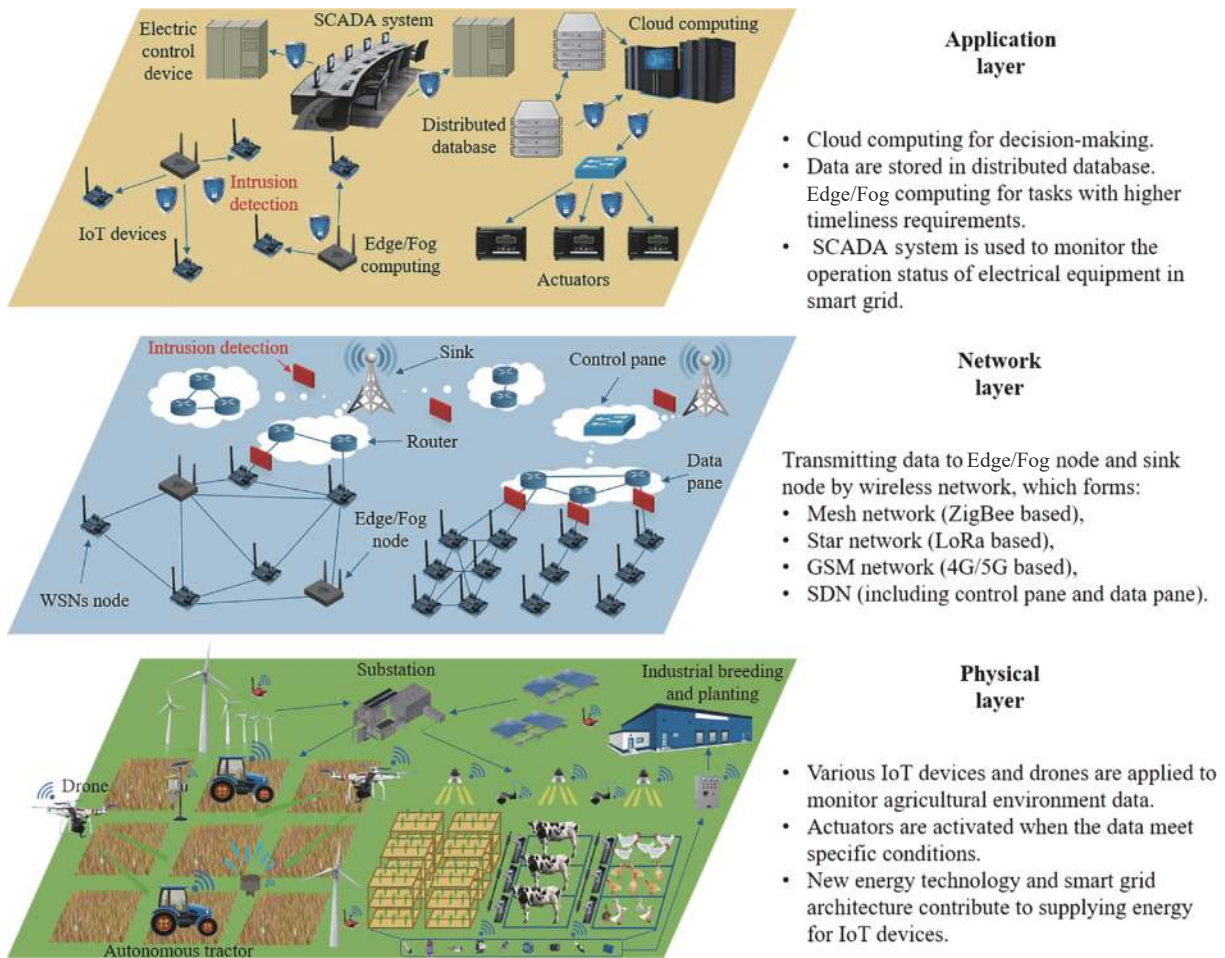 Electric
control
device
SCADA system
Cloud computing
Distributed
database
Intrusion
detection
IoT devices
Edge/Fog
computing
Actuators
Application
layer
• Cloud computing for decision-making.
• Data are stored in distributed database.
Edge/Fog computing for tasks with higher
timeliness requirements.
• SCADA system is used to monitor the
operation status of electrical equipment in
smart grid.
Intrusion detection
Sink
Control pane
Router
Data
pane
Edge/Fog
node
WSNs node
Network
layer
Transmitting data to Edge/Fog node and sink
node by wireless network, which forms:
• Mesh network (ZigBee based),
• Star network (LoRa based),
• GSM network (4G/5G based),
• SDN (including control pane and data pane).
Substation
Industrial breeding
and planting
Drone
Autonomous tractor
Physical
layer
• Various IoT devices and drones are applied to
monitor agricultural environment data.
• Actuators are activated when the data meet
specific conditions.
• New energy technology and smart grid
architecture contribute to supplying energy
for IoT devices.